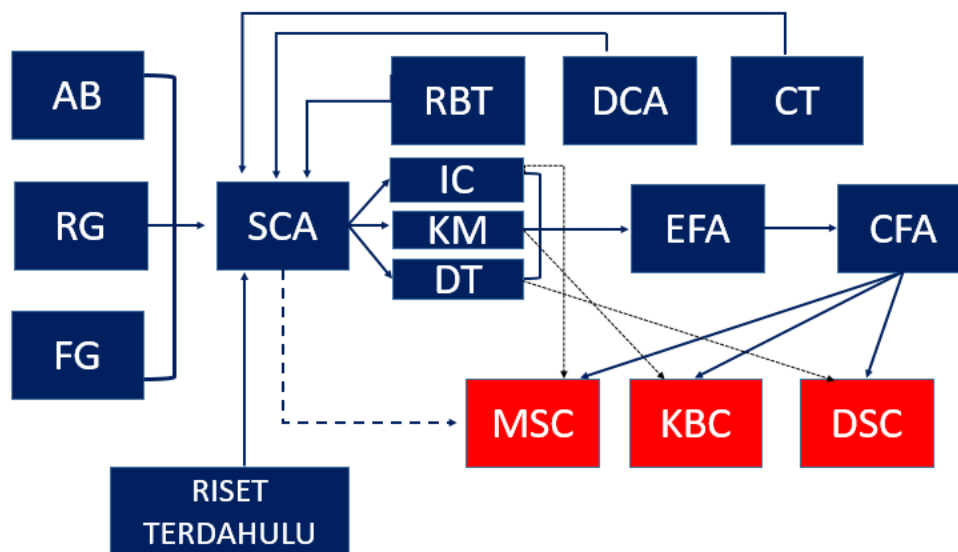 AB
RBT
DCA
CT
RG
SCA
IC
KM
DT
EFA
CFA
FG
MSC
KBC
DSC
RISET
TERDAHULU